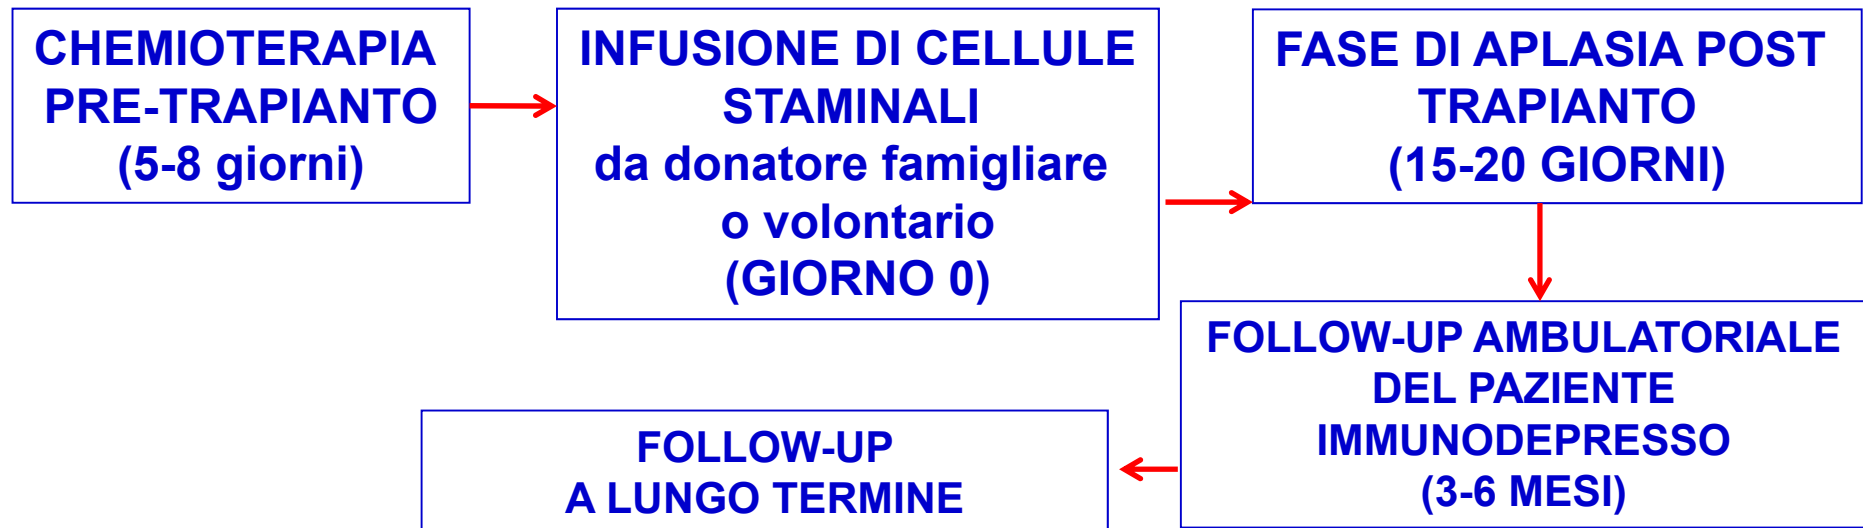 CHEMIOTERAPIA
PRE-TRAPIANTO
(5-8 giorni)
INFUSIONE DI CELLULE
STAMINALI
da donatore famigliare
o volontario
(GIORNO 0)
FASE DI APLASIA POST
TRAPIANTO
(15-20 GIORNI)
FOLLOW-UP AMBULATORIALE
DEL PAZIENTE
IMMUNODEPRESSO
(3-6 MESI)
FOLLOW-UP
A LUNGO TERMINE